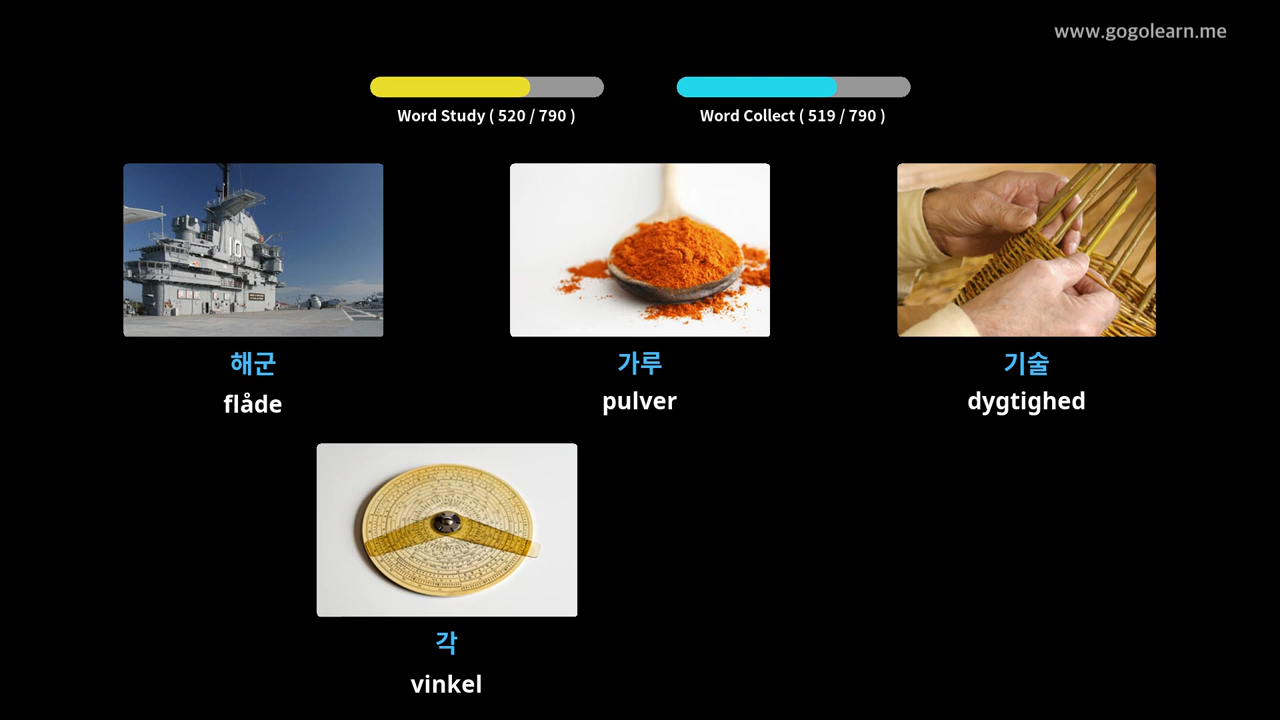 www.gogolearn.me
Word Study ( 520 / 790 )
Word Collect ( 519 / 790 )
해군
flåde
가루
pulver
기술
dygtighed
각
vinkel